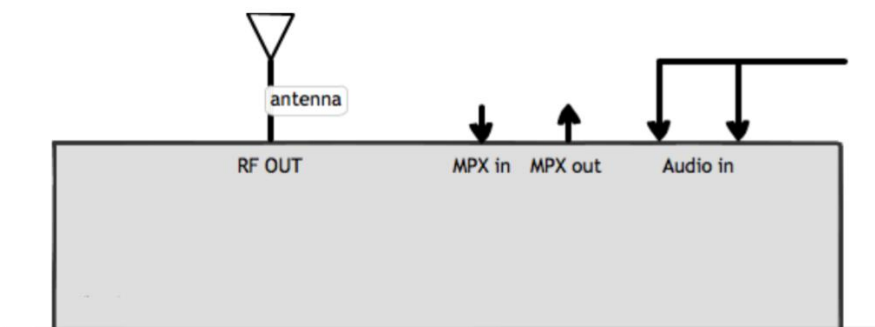 antenna
RF OUT
MPX in
MPX out
Audio in